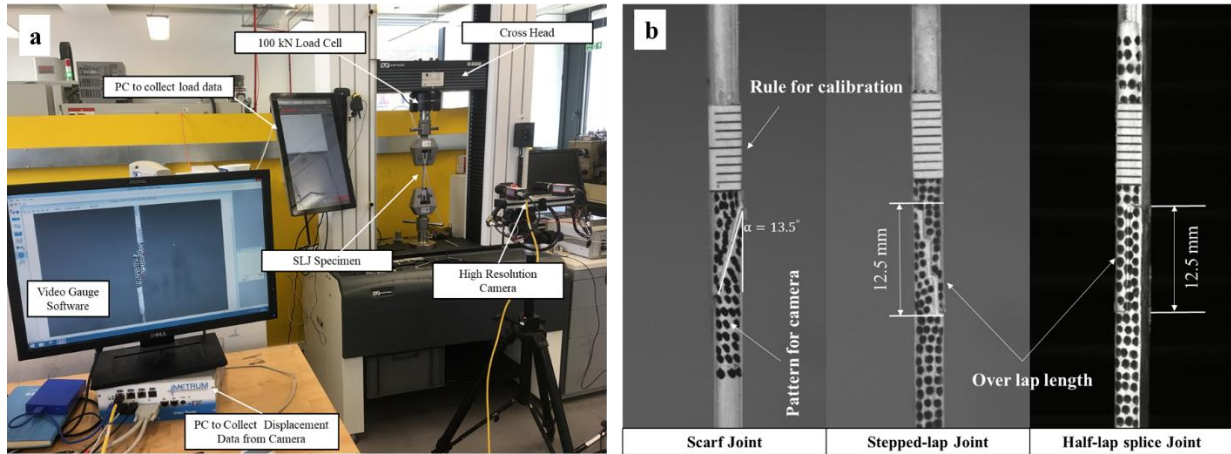 a
100 kN Load Cell
Cross Head
PC to collect load data
SLJ Specimen
High Resolution
Camera
Video Gauge
Software
DELL
iMETRUM
PC to Collect Displacement
Data from Camera
b
Rule for calibration
α = 13.5°
12.5 mm
12.5 mm
Pattern for camera
Over lap length
Scarf Joint
Stepped-lap Joint
Half-lap splice Joint